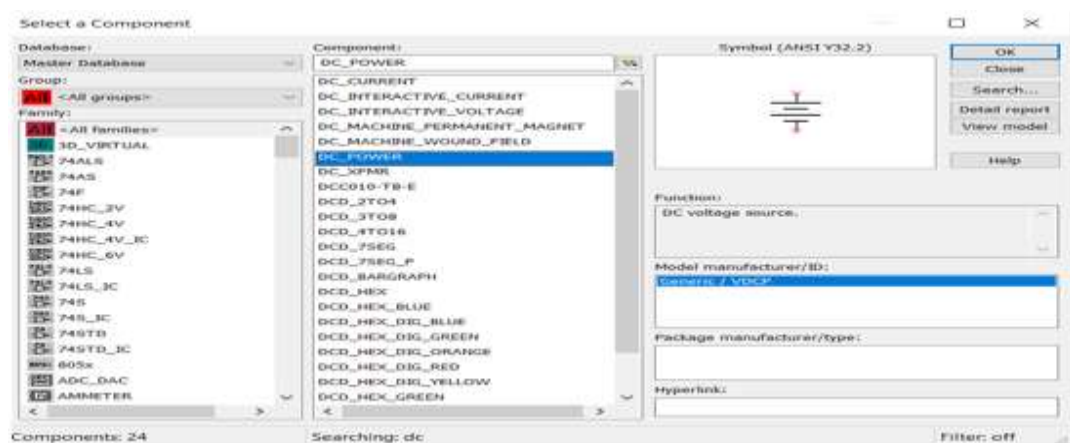 Select a Component
Database:
Master Database
Group:
All <All groups>
Family:
All <All families>
3D_VIRTUAL
74ALS
74AS
74F
74HC_2V
74HC_4V
74HC_4V_IC
74HC_6V
74LS
74LS_IC
74S
74S_IC
74STD
74STD_IC
805x
ADC_DAC
AMMETER
Component:
DC_POWER
DC_CURRENT
DC_INTERACTIVE_CURRENT
DC_INTERACTIVE_VOLTAGE
DC_MACHINE_PERMANENT_MAGNET
DC_MACHINE_WOUND_FIELD
DC_POWER
DC_XFMR
DCC010-TB-E
DCD_2TO4
DCD_3TO8
DCD_4TO16
DCD_7SEG
DCD_7SEG_P
DCD_BARGRAPH
DCD_HEX
DCD_HEX_BLUE
DCD_HEX_DIG_BLUE
DCD_HEX_DIG_GREEN
DCD_HEX_DIG_ORANGE
DCD_HEX_DIG_RED
DCD_HEX_DIG_YELLOW
DCD_HEX_GREEN
Symbol (ANSI Y32.2)
Function:
DC voltage source.
Model manufacturer/ID:
Generic / VDCP
Package manufacturer/type:
Hyperlink:
OK
Close
Search...
Detail report
View model
Help
Components: 24
Searching: dc
Filter: off